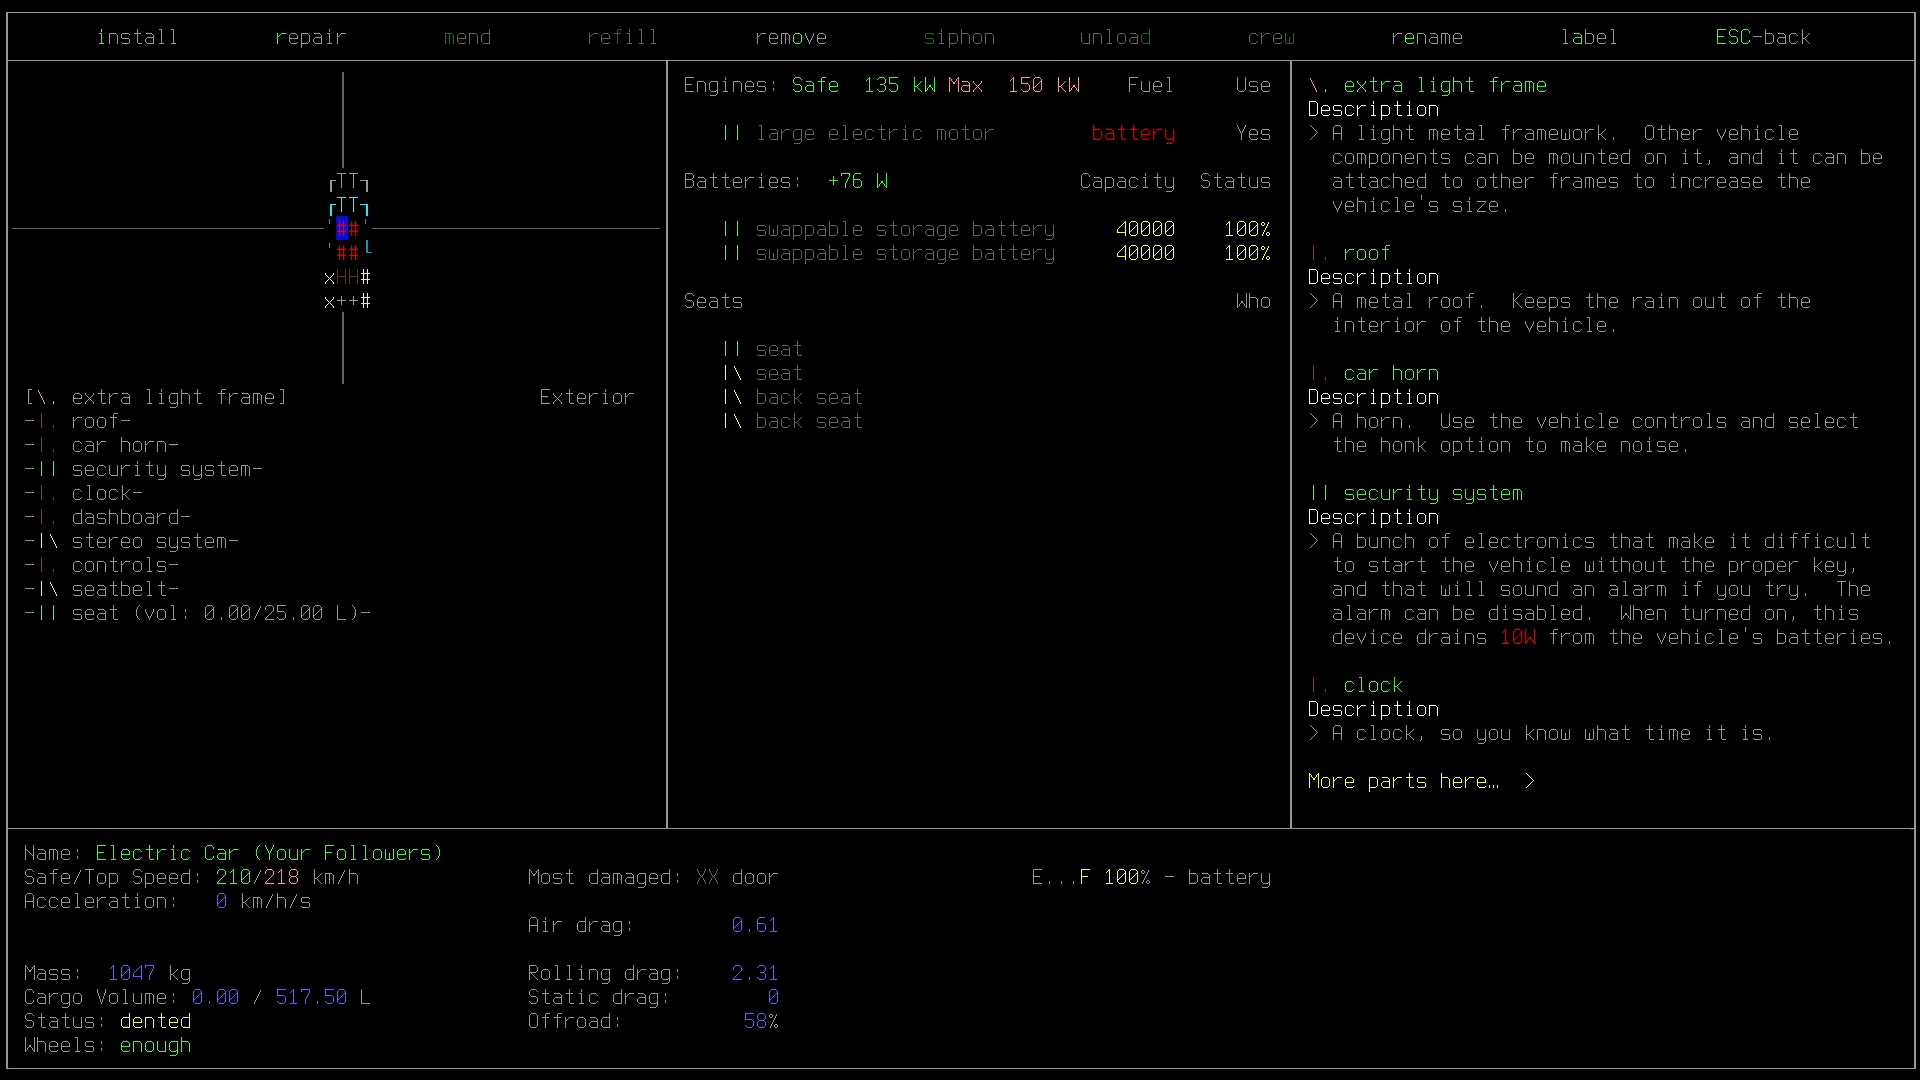 install repair mend refill remove siphon unload crew rename label ESC-back
┌TT┐
┌TT┐
'##'
'##L
xHH#
x++#
[\. extra light frame] Exterior
-|. roof-
-|. car horn-
-|| security system-
-|. clock-
-|. dashboard-
-|\ stereo system-
-|. controls-
-|\ seatbelt-
-|| seat (vol: 0.00/25.00 L)-
Engines: Safe 135 kW Max 150 kW Fuel Use
|| large electric motor battery Yes
Batteries: +76 W Capacity Status
|| swappable storage battery 40000 100%
|| swappable storage battery 40000 100%
Seats Who
|| seat
|\ seat
|\ back seat
|\ back seat
\. extra light frame
Description
> A light metal framework. Other vehicle
components can be mounted on it, and it can be
attached to other frames to increase the
vehicle's size.
|. roof
Description
> A metal roof. Keeps the rain out of the
interior of the vehicle.
|. car horn
Description
> A horn. Use the vehicle controls and select
the honk option to make noise.
|| security system
Description
> A bunch of electronics that make it difficult
to start the vehicle without the proper key,
and that will sound an alarm if you try. The
alarm can be disabled. When turned on, this
device drains 10W from the vehicle's batteries.
|. clock
Description
> A clock, so you know what time it is.
More parts here… >
Name: Electric Car (Your Followers)
Safe/Top Speed: 210/218 km/h
Acceleration: 0 km/h/s
Mass: 1047 kg
Cargo Volume: 0.00 / 517.50 L
Status: dented
Wheels: enough
Most damaged: XX door
Air drag: 0.61
Rolling drag: 2.31
Static drag: 0
Offroad: 58%
E...F 100% - battery